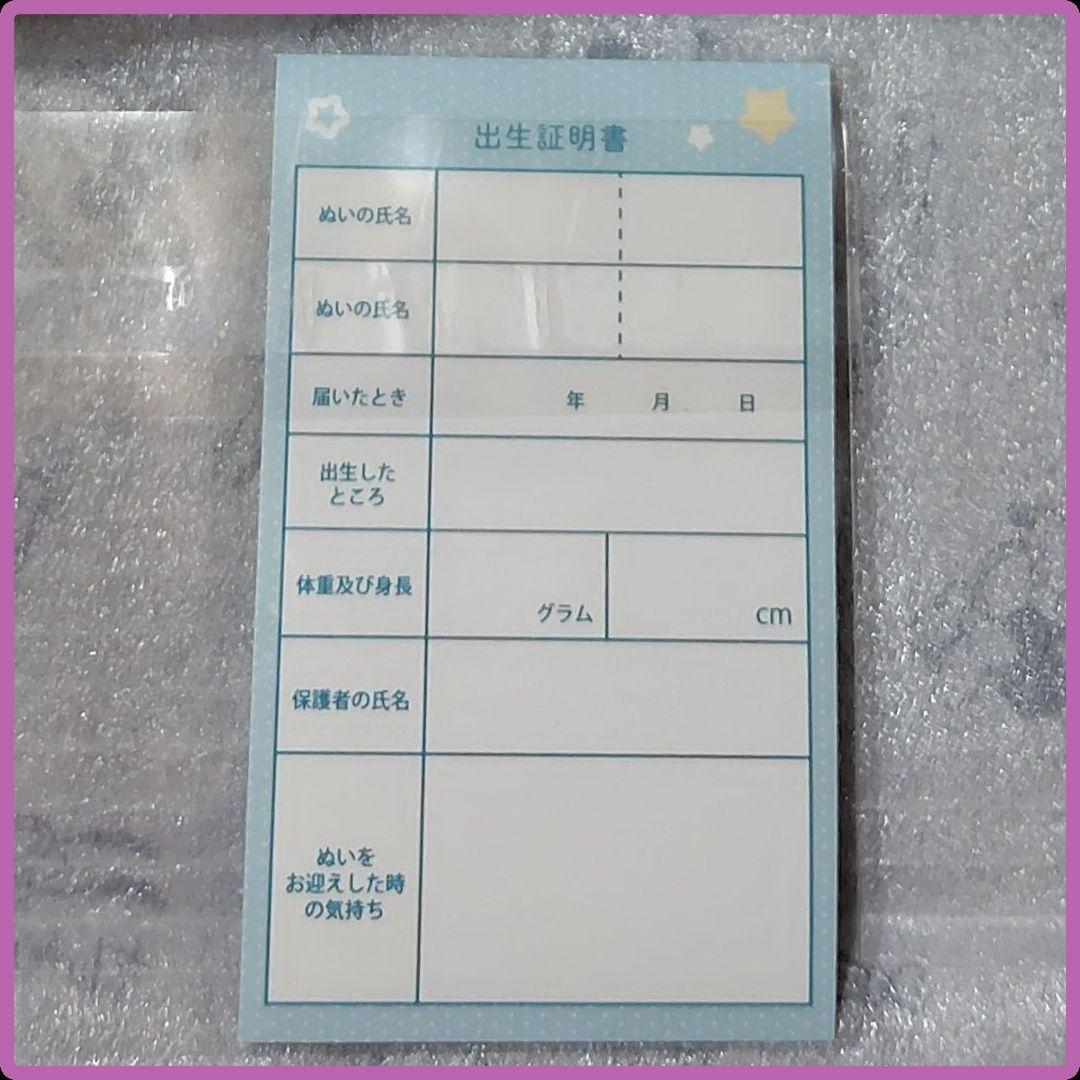 出生証明書
ぬいの氏名
ぬいの氏名
届いたとき
年 月 日
出生した
ところ
体重及び身長
グラム
cm
保護者の氏名
ぬいを
お迎えした時
の気持ち